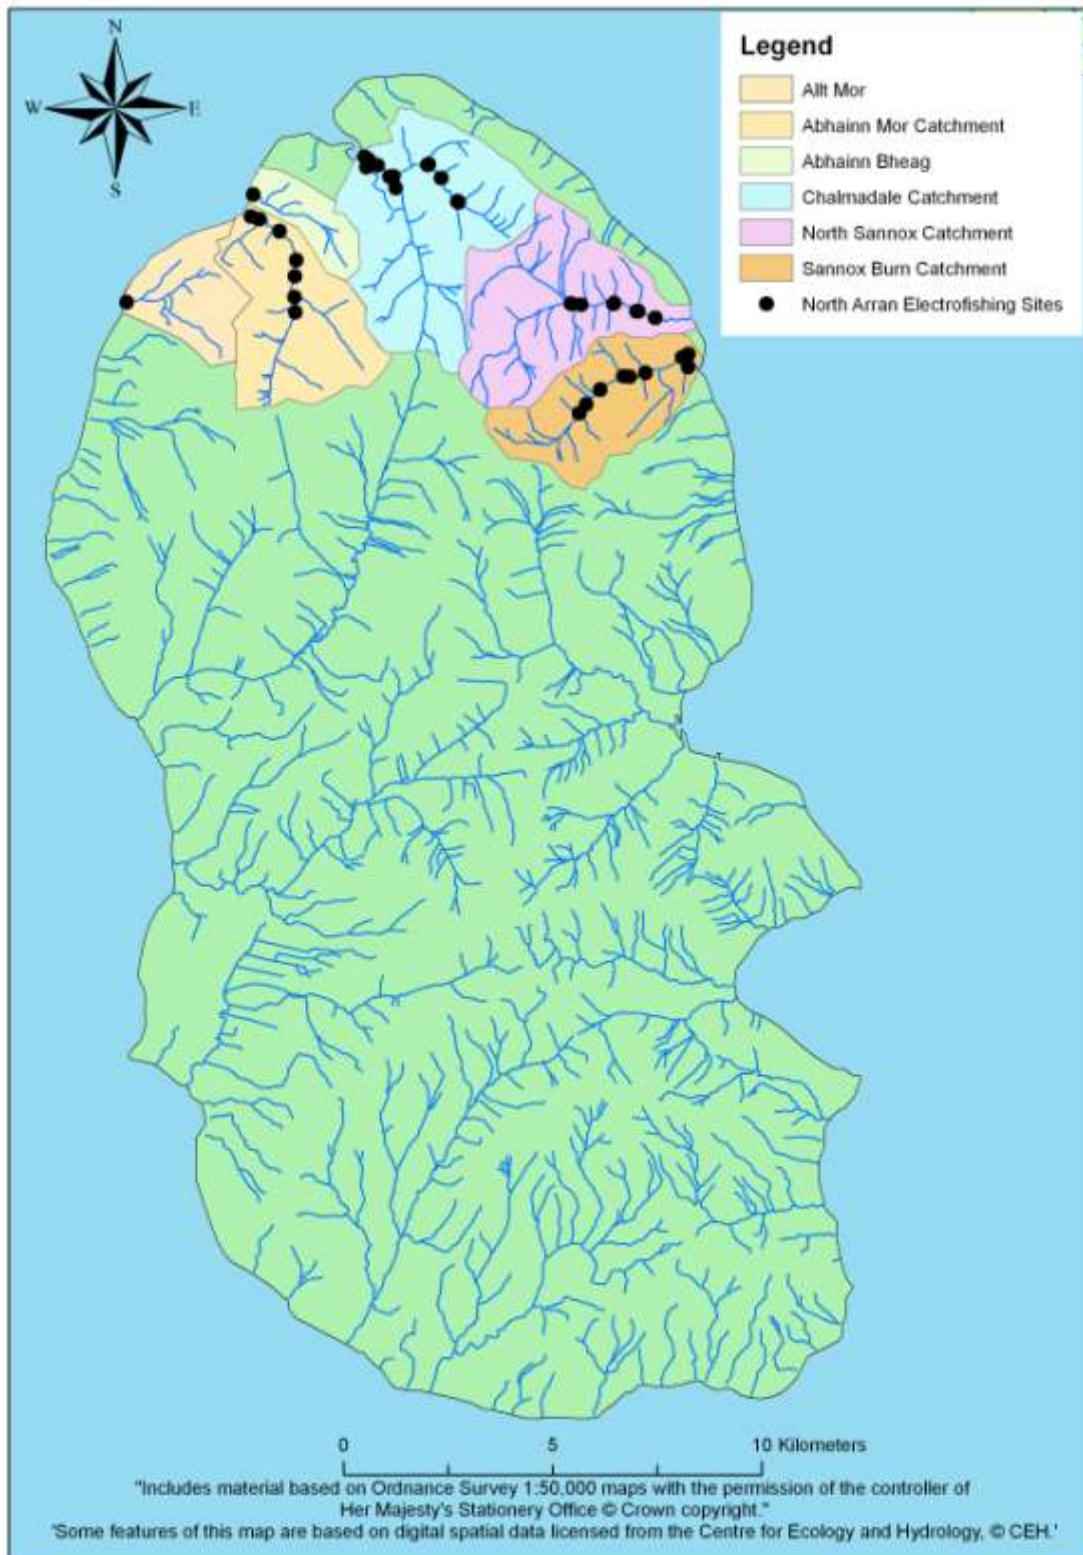 N
W
E
S
Legend
Allt Mor
Abhainn Mor Catchment
Abhainn Bheag
Chalmadale Catchment
North Sannox Catchment
Sannox Burn Catchment
North Arran Electrofishing Sites
0 5 10 Kilometers
"Includes material based on Ordnance Survey 1:50,000 maps with the permission of the controller of
Her Majesty's Stationery Office © Crown copyright."
'Some features of this map are based on digital spatial data licensed from the Centre for Ecology and Hydrology, © CEH.'